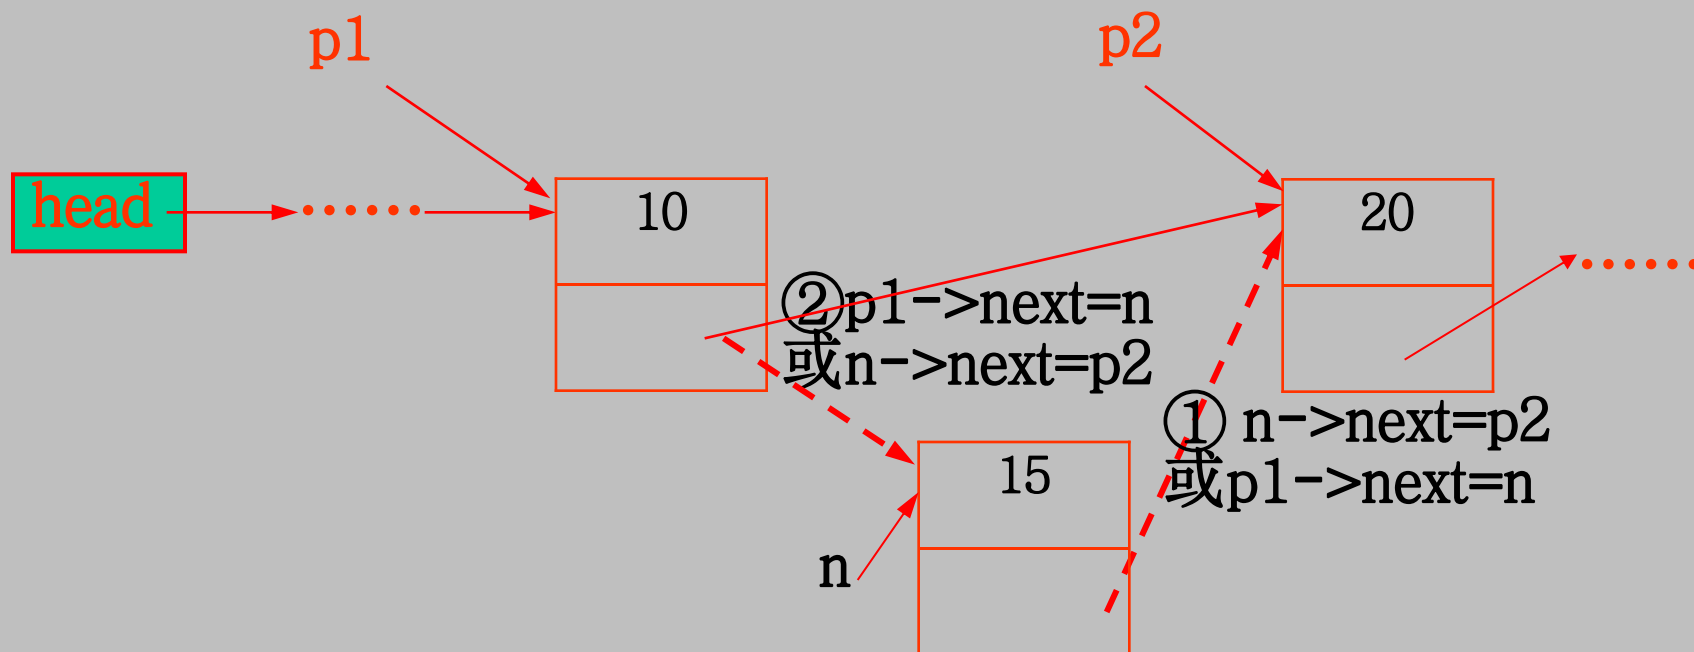 p1
p2
head
10
20
②p1->next=n
或n->next=p2
① n->next=p2
或p1->next=n
15
n